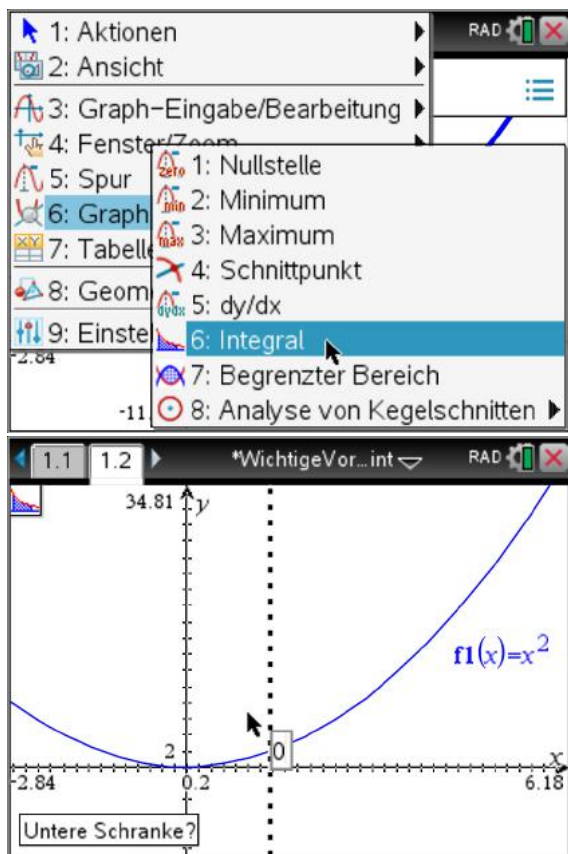 1: Aktionen
RAD
2: Ansicht
3: Graph-Eingabe/Bearbeitung
4: Fenster/Zoom
1: Nullstelle
5: Spur
2: Minimum
6: Graph
3: Maximum
7: Tabelle
4: Schnittpunkt
8: Geom
5: dy/dx
9: Einstel
6: Integral
-2.84
7: Begrenzter Bereich
-11.
8: Analyse von Kegelschnitten
1.1 1.2 *WichtigeVor...int RAD
34.81 y
f1(x)=x²
2 0
x
-2.84 0.2 6.18
Untere Schranke?